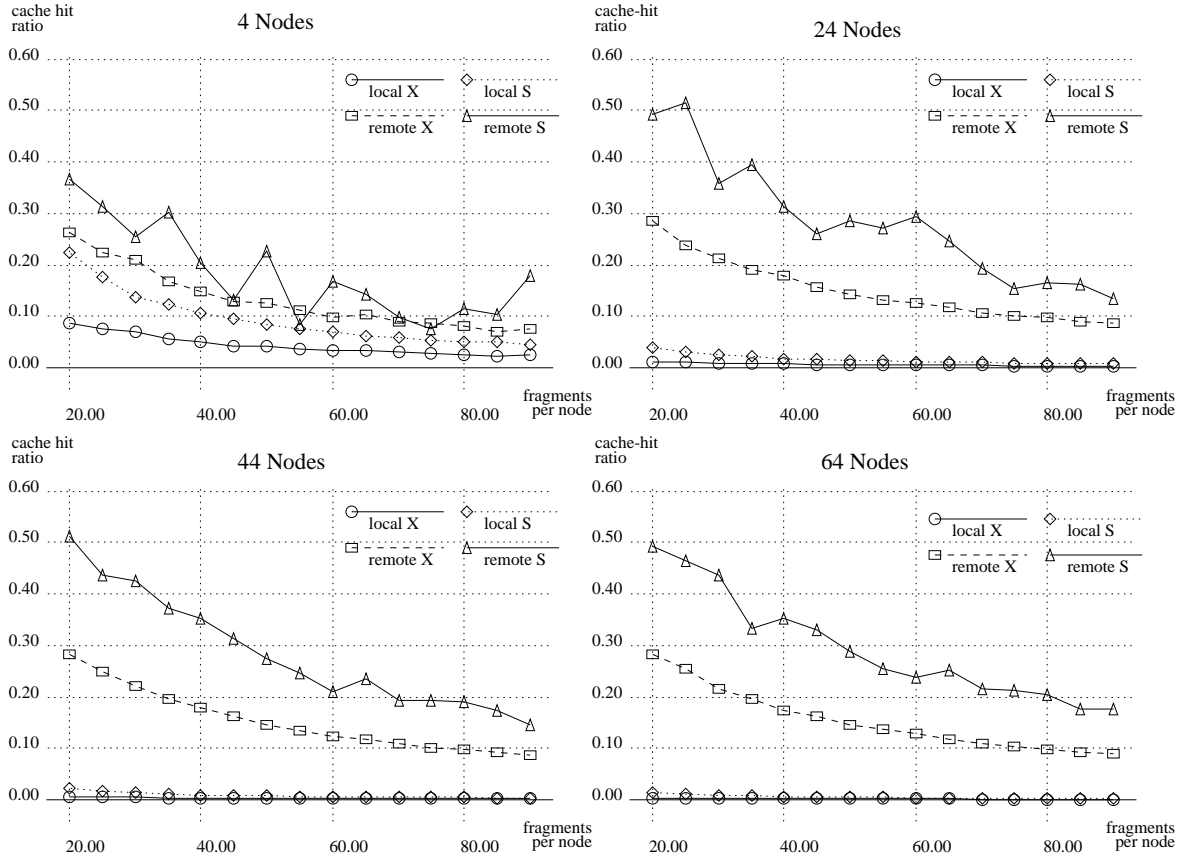 cache hit
ratio
4 Nodes
0.60
0.50
0.40
0.30
0.20
0.10
0.00
local X
local S
remote X
remote S
20.00
40.00
60.00
80.00
fragments
per node
cache-hit
ratio
24 Nodes
0.60
0.50
0.40
0.30
0.20
0.10
0.00
local X
local S
remote X
remote S
20.00
40.00
60.00
80.00
fragments
per node
cache hit
ratio
44 Nodes
0.60
0.50
0.40
0.30
0.20
0.10
0.00
local X
local S
remote X
remote S
20.00
40.00
60.00
80.00
fragments
per node
cache-hit
ratio
64 Nodes
0.60
0.50
0.40
0.30
0.20
0.10
0.00
local X
local S
remote X
remote S
20.00
40.00
60.00
80.00
fragments
per node